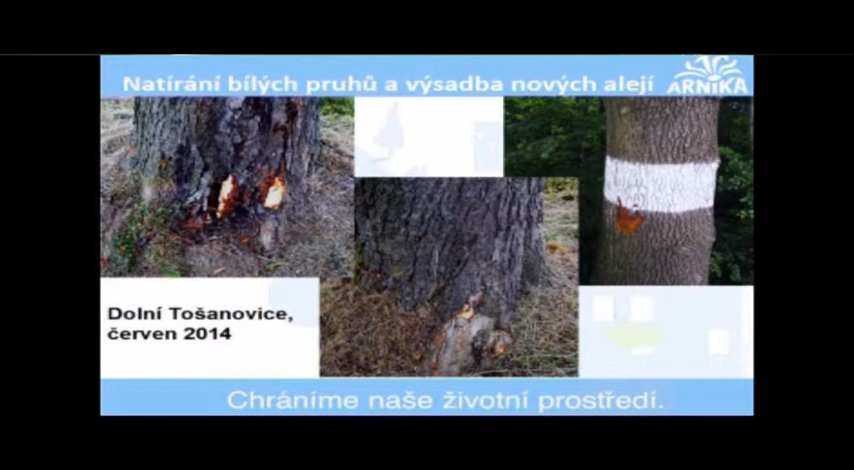 Natírání bílých pruhů a výsadba nových alejí
ARNIKA
Dolní Tošanovice,
červen 2014
Chráníme naše životní prostředí.